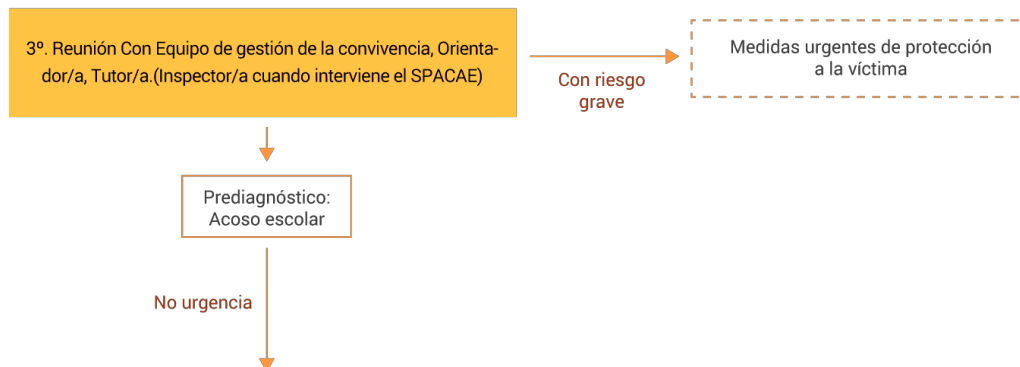 3º. Reunión Con Equipo de gestión de la convivencia, Orienta-
dor/a, Tutor/a.(Inspector/a cuando interviene el SPACAE)
Con riesgo
grave
Medidas urgentes de protección
a la víctima
Prediagnóstico:
Acoso escolar
No urgencia